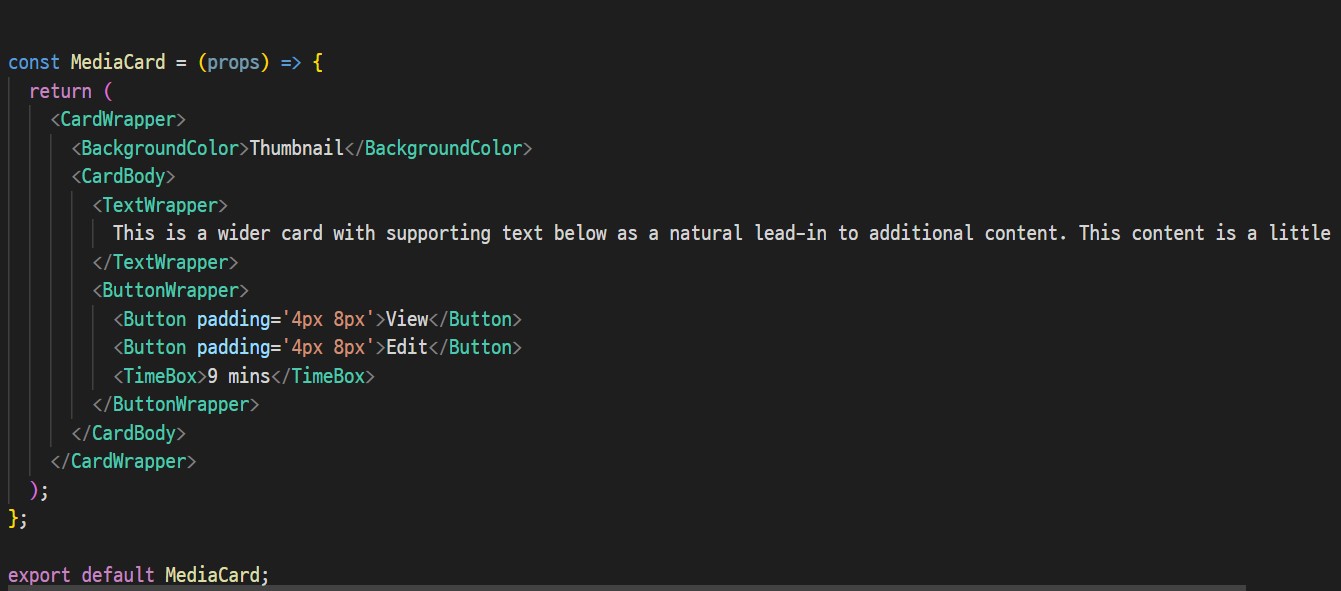 const MediaCard = (props) => {
  return (
    <CardWrapper>
      <BackgroundColor>Thumbnail</BackgroundColor>
      <CardBody>
        <TextWrapper>
          This is a wider card with supporting text below as a natural lead-in to additional content. This content is a little
        </TextWrapper>
        <ButtonWrapper>
          <Button padding='4px 8px'>View</Button>
          <Button padding='4px 8px'>Edit</Button>
          <TimeBox>9 mins</TimeBox>
        </ButtonWrapper>
      </CardBody>
    </CardWrapper>
  );
};

export default MediaCard;